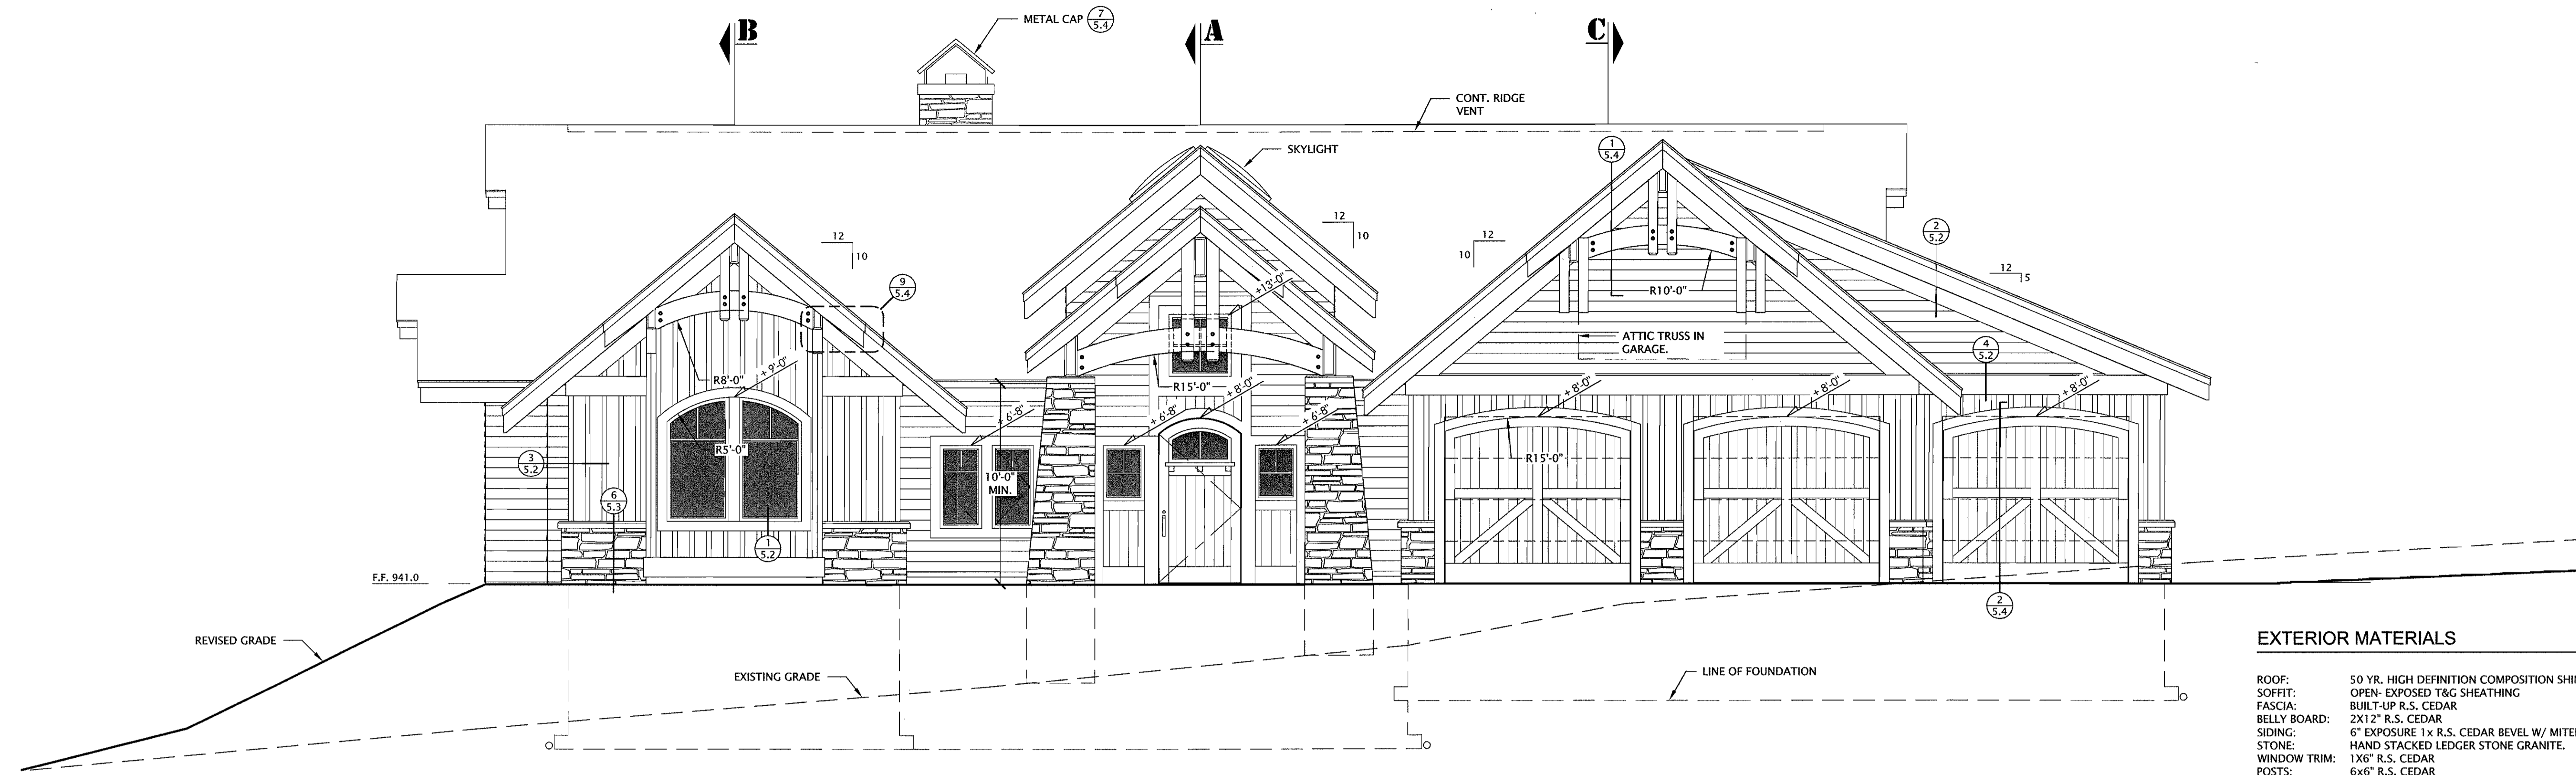 METAL CAP
7
5.4
B
A
C
CONT. RIDGE
VENT
SKYLIGHT
1
5.4
2
5.2
12
10
12
10
12
10
12
5
9
5.4
+13'-0"
R10'-0"
ATTIC TRUSS IN
GARAGE.
4
5.2
R8'-0"
+ 9'-0"
R15'-0"
+ 8'-0"
+ 8'-0"
+ 8'-0"
+ 8'-0"
+ 6'-8"
+ 6'-8"
+ 6'-8"
R5'-0"
R15'-0"
3
5.2
10'-0"
MIN.
6
5.3
1
5.2
F.F. 941.0
2
5.4
REVISED GRADE
EXISTING GRADE
LINE OF FOUNDATION
EXTERIOR MATERIALS
ROOF: 50 YR. HIGH DEFINITION COMPOSITION
SOFFIT: OPEN- EXPOSED T&G SHEATHING
FASCIA: BUILT-UP R.S. CEDAR
BELLY BOARD: 2X12" R.S. CEDAR
SIDING: 6" EXPOSURE 1x R.S. CEDAR BEVEL W/
STONE: HAND STACKED LEDGER STONE GRANITE.
WINDOW TRIM: 1X6" R.S. CEDAR
POSTS: 6x6" R.S. CEDAR